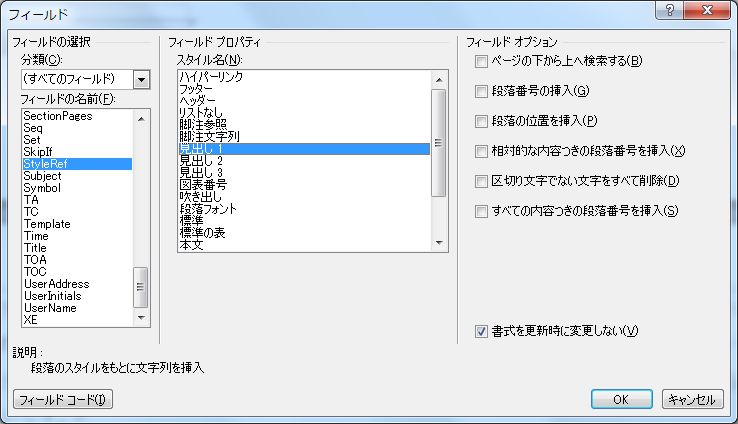 フィールド
フィールドの選択
分類(C):
(すべてのフィールド)
フィールドの名前(F):
SectionPages
Seq
Set
SkipIf
StyleRef
Subject
Symbol
TA
TC
Template
Time
Title
TOA
TOC
UserAddress
UserInitials
UserName
XE
フィールド プロパティ
スタイル名(N):
ハイパーリンク
フッター
ヘッダー
リストなし
脚注参照
脚注文字列
見出し 1
見出し 2
見出し 3
図表番号
吹き出し
段落フォント
標準
標準の表
本文
フィールド オプション
ページの下から上へ検索する(B)
段落番号の挿入(G)
段落の位置を挿入(P)
相対的な内容つきの段落番号を挿入(X)
区切り文字でない文字をすべて削除(D)
すべての内容つきの段落番号を挿入(S)
書式を更新時に変更しない(V)
説明:
段落のスタイルをもとに文字列を挿入
フィールド コード(I)
OK
キャンセル